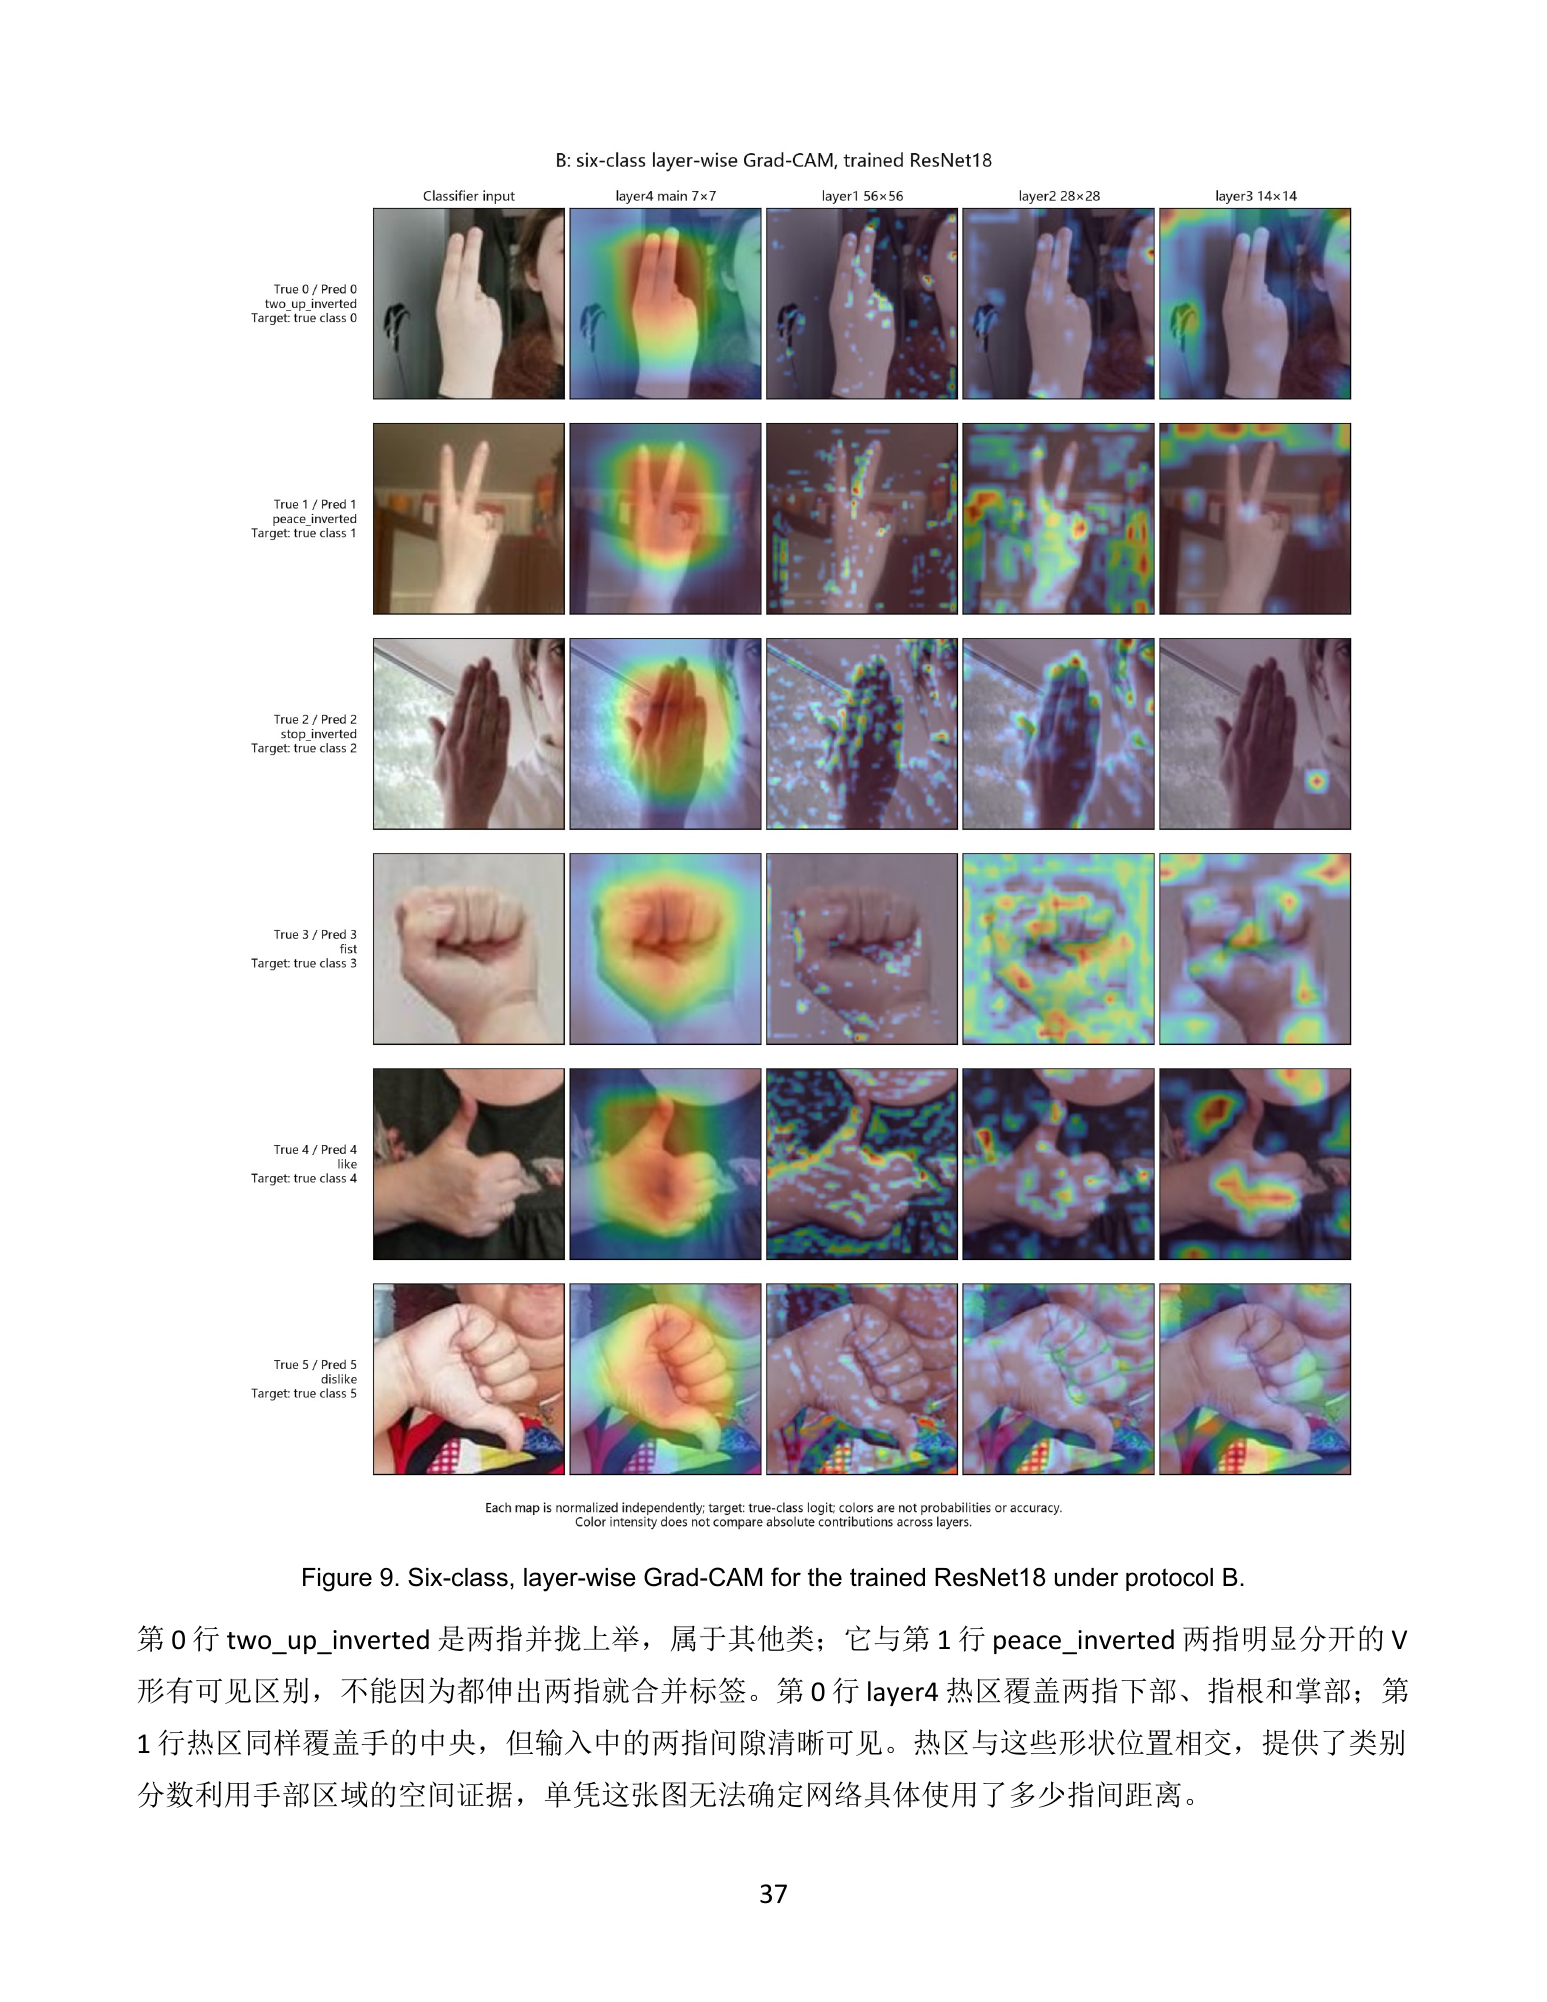 B: six-class layer-wise Grad-CAM, trained ResNet18
Classifier input
layer4 main 7×7
layer1 56×56
layer2 28×28
layer3 14×14
True 0 / Pred 0
two_up_inverted
Target: true class 0
True 1 / Pred 1
peace_inverted
Target: true class 1
True 2 / Pred 2
stop_inverted
Target: true class 2
True 3 / Pred 3
fist
Target: true class 3
True 4 / Pred 4
like
Target: true class 4
True 5 / Pred 5
dislike
Target: true class 5
Each map is normalized independently; target: true-class logit; colors are not probabilities or accuracy.
Color intensity does not compare absolute contributions across layers.
Figure 9. Six-class, layer-wise Grad-CAM for the trained ResNet18 under protocol B.
第 0 行 two_up_inverted 是两指并拢上举，属于其他类；它与第 1 行 peace_inverted 两指明显分开的 V
形有可见区别，不能因为都伸出两指就合并标签。第 0 行 layer4 热区覆盖两指下部、指根和掌部；第
1 行热区同样覆盖手的中央，但输入中的两指间隙清晰可见。热区与这些形状位置相交，提供了类别
分数利用手部区域的空间证据，单凭这张图无法确定网络具体使用了多少指间距离。
37